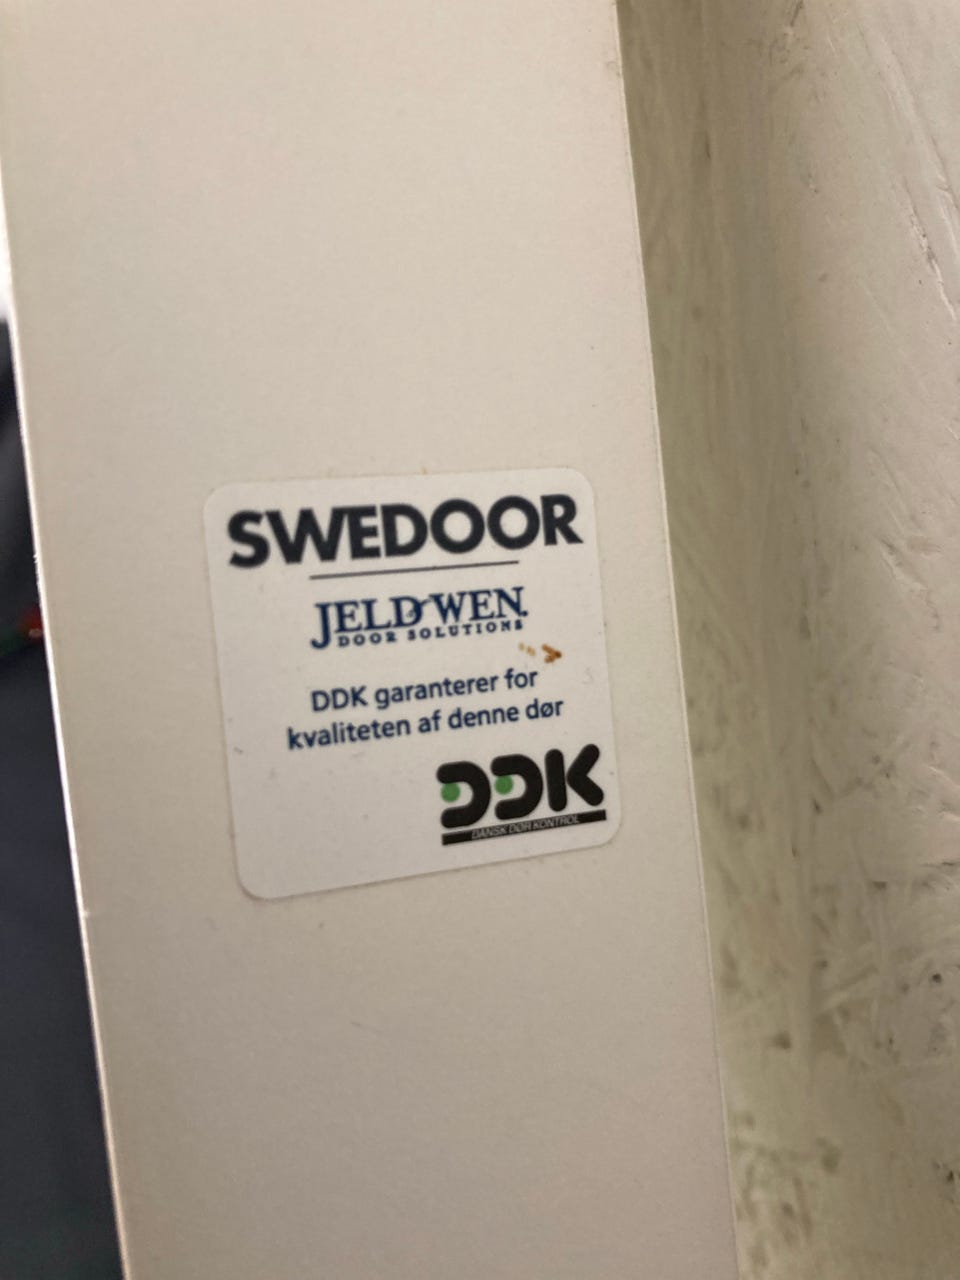 SWEDOOR
JELD-WEN.
DOOR SOLUTIONS
DDK garanterer for
kvaliteten af denne dør
DDK
DANSK DØR KONTROL